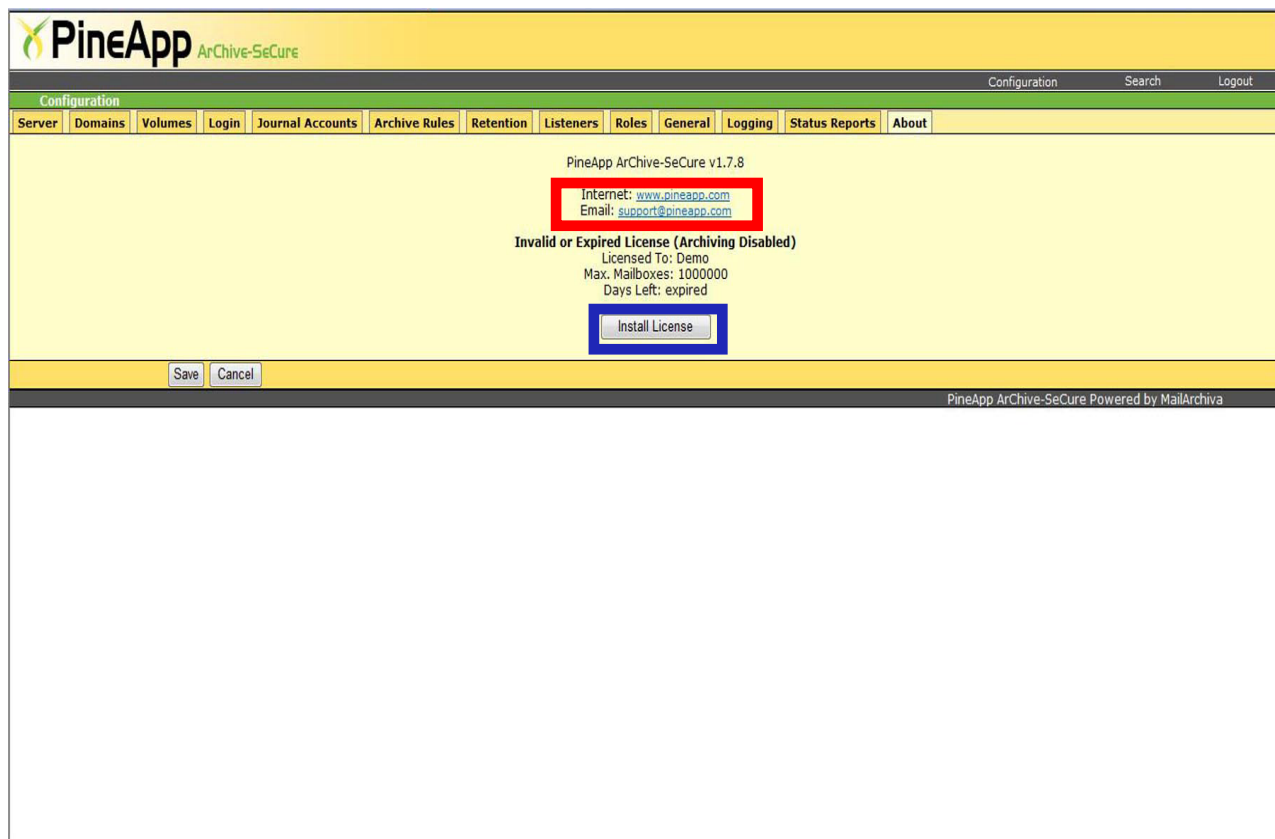 PineApp ArChive-SeCure
Configuration Search Logout
Configuration
Server Domains Volumes Login Journal Accounts Archive Rules Retention Listeners Roles General Logging Status Reports About
PineApp ArChive-SeCure v1.7.8
Internet: www.pineapp.com
Email: support@pineapp.com
Invalid or Expired License (Archiving Disabled)
Licensed To: Demo
Max. Mailboxes: 1000000
Days Left: expired
Install License
Save Cancel
PineApp ArChive-SeCure Powered by MailArchiva